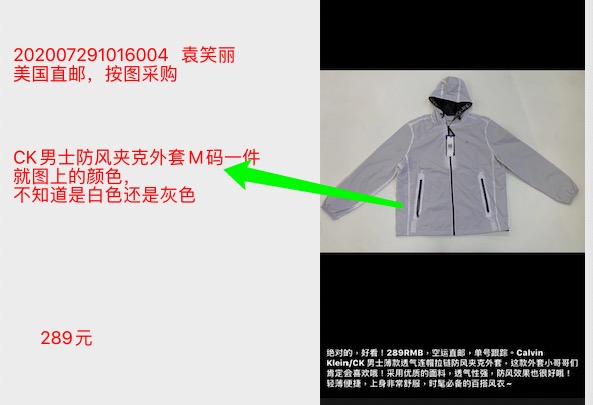 202007291016004 袁笑丽
美国直邮，按图采购
CK男士防风夹克外套M码一件
就图上的颜色，
不知道是白色还是灰色
289元
绝对的，好看！289RMB，空运直邮，单号跟踪。Calvin
Klein/CK 男士薄款透气连帽拉链防风夹克外套，这款外套小哥哥们
肯定会喜欢哦！采用优质的面料，透气性强，防风效果也很好哦！
轻薄便捷，上身非常舒服，时髦必备的百搭风衣～